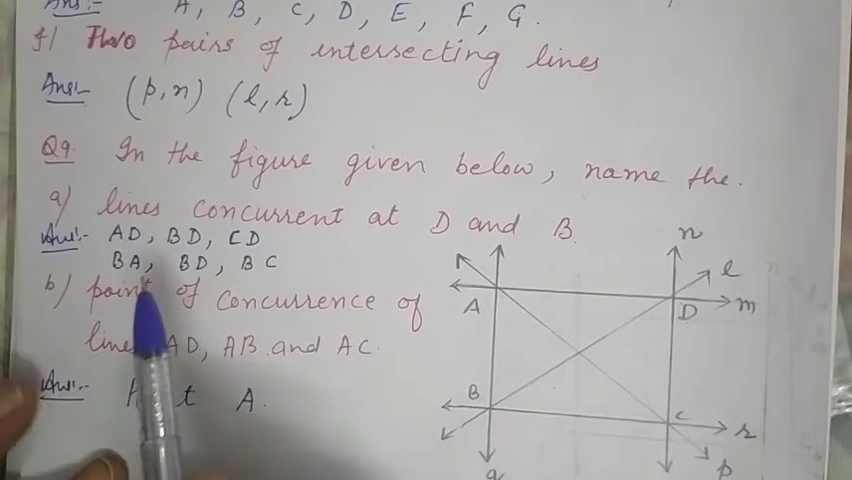 Ans:- A, B, C, D, E, F, G.
f) Two pairs of intersecting lines
Ans:- (p,n) (l,r)
Q9. In the figure given below, name the.
a) lines concurrent at D and B.
Ans:- AD, BD, CD
BA, BD, BC
b) point of concurrence of
AD, AB and AC.
Ans:- A.
n
l
A
D
m
B
C
r
p
q